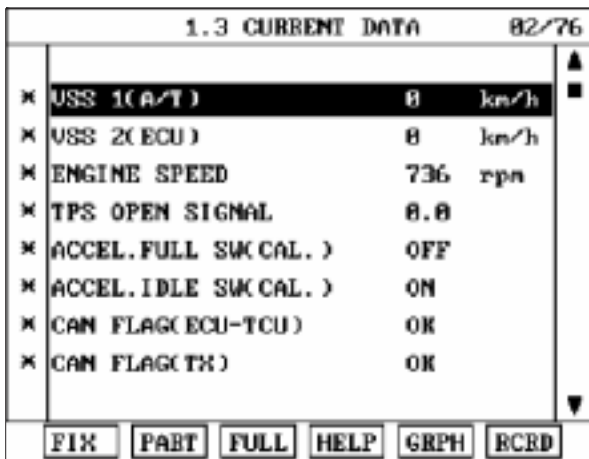 1.3 CURRENT DATA 02/76
* VSS 1(A/T) 0 km/h
* VSS 2(ECU) 0 km/h
* ENGINE SPEED 736 rpm
* TPS OPEN SIGNAL 0.0
* ACCEL.FULL SW(CAL.) OFF
* ACCEL.IDLE SW(CAL.) ON
* CAN FLAG(ECU-TCU) OK
* CAN FLAG(TX) OK
FIX PART FULL HELP GRPH RCRD